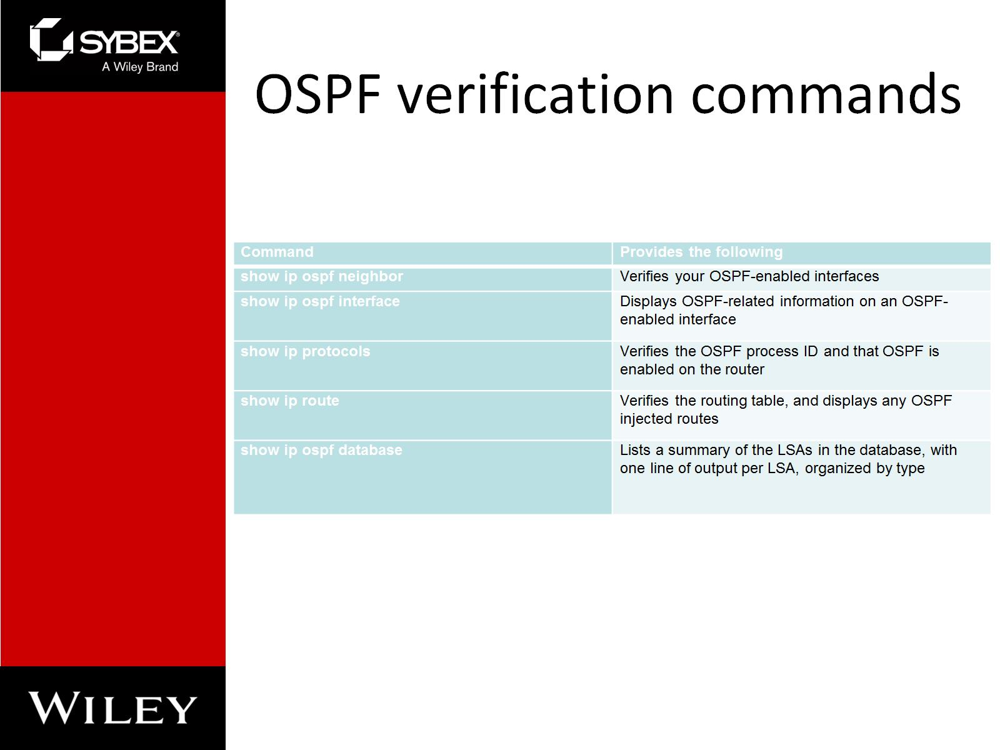 SYBEX®
A Wiley Brand
OSPF verification commands
Command
Provides the following
show ip ospf neighbor
Verifies your OSPF-enabled interfaces
show ip ospf interface
Displays OSPF-related information on an OSPF-
enabled interface
show ip protocols
Verifies the OSPF process ID and that OSPF is
enabled on the router
show ip route
Verifies the routing table, and displays any OSPF
injected routes
show ip ospf database
Lists a summary of the LSAs in the database, with
one line of output per LSA, organized by type
WILEY